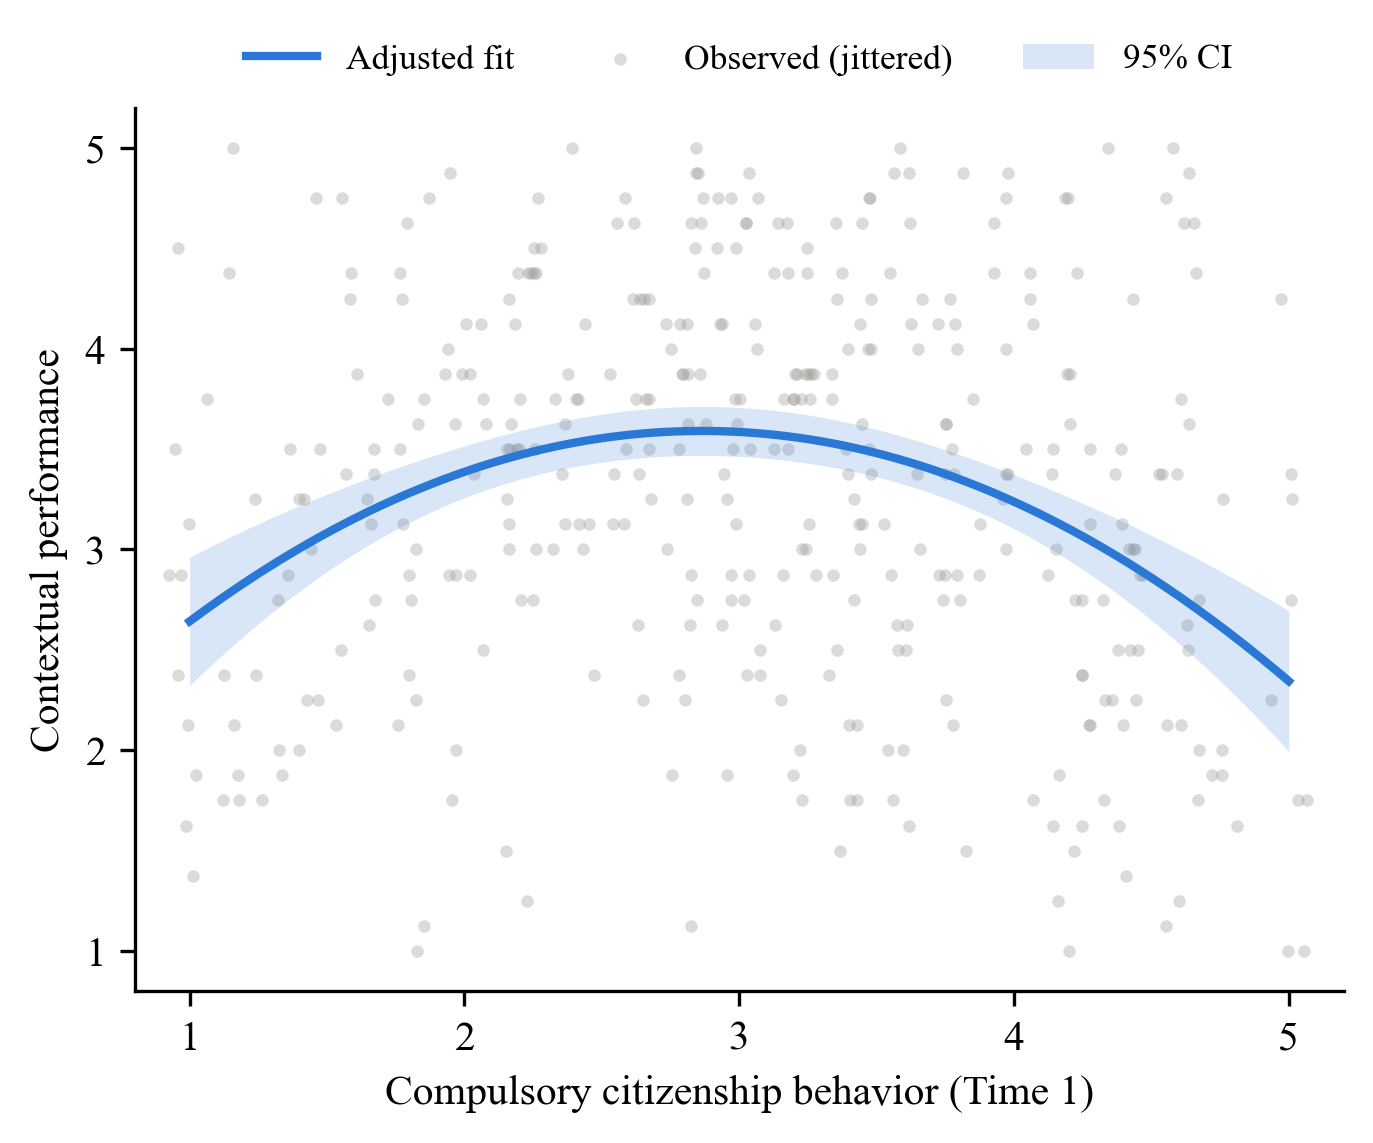 Adjusted fit
Observed (jittered)
95% CI
5
4
3
2
1
Contextual performance
1
2
3
4
5
Compulsory citizenship behavior (Time 1)